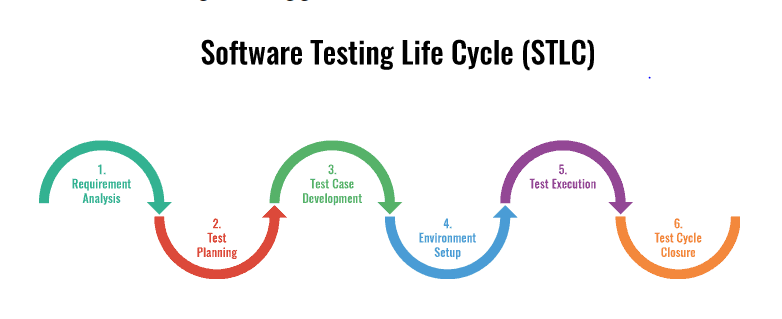 Software Testing Life Cycle (STLC)
1.
Requirement
Analysis
2.
Test
Planning
3.
Test Case
Development
4.
Environment
Setup
5.
Test Execution
6.
Test Cycle
Closure